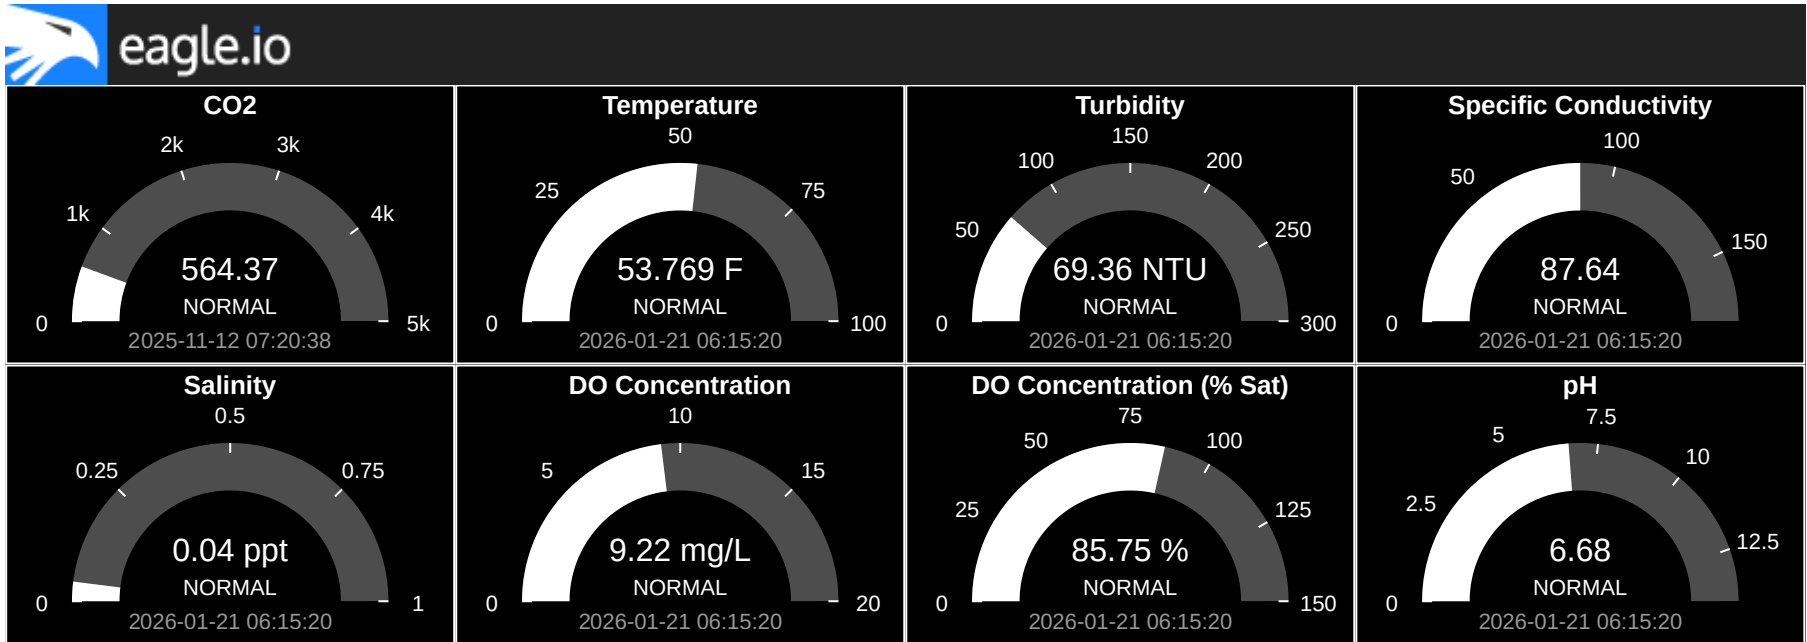 eagle.io
CO2
2k
3k
1k
4k
0
5k
564.37
NORMAL
2025-11-12 07:20:38
Temperature
50
25
75
0
100
53.769 F
NORMAL
2026-01-21 06:15:20
Turbidity
150
100
200
50
250
0
300
69.36 NTU
NORMAL
2026-01-21 06:15:20
Specific Conductivity
100
50
150
0
87.64
NORMAL
2026-01-21 06:15:20
Salinity
0.5
0.25
0.75
0
1
0.04 ppt
NORMAL
2026-01-21 06:15:20
DO Concentration
10
5
15
0
20
9.22 mg/L
NORMAL
2026-01-21 06:15:20
DO Concentration (% Sat)
75
50
100
25
125
0
150
85.75 %
NORMAL
2026-01-21 06:15:20
pH
7.5
5
10
2.5
12.5
0
6.68
NORMAL
2026-01-21 06:15:20